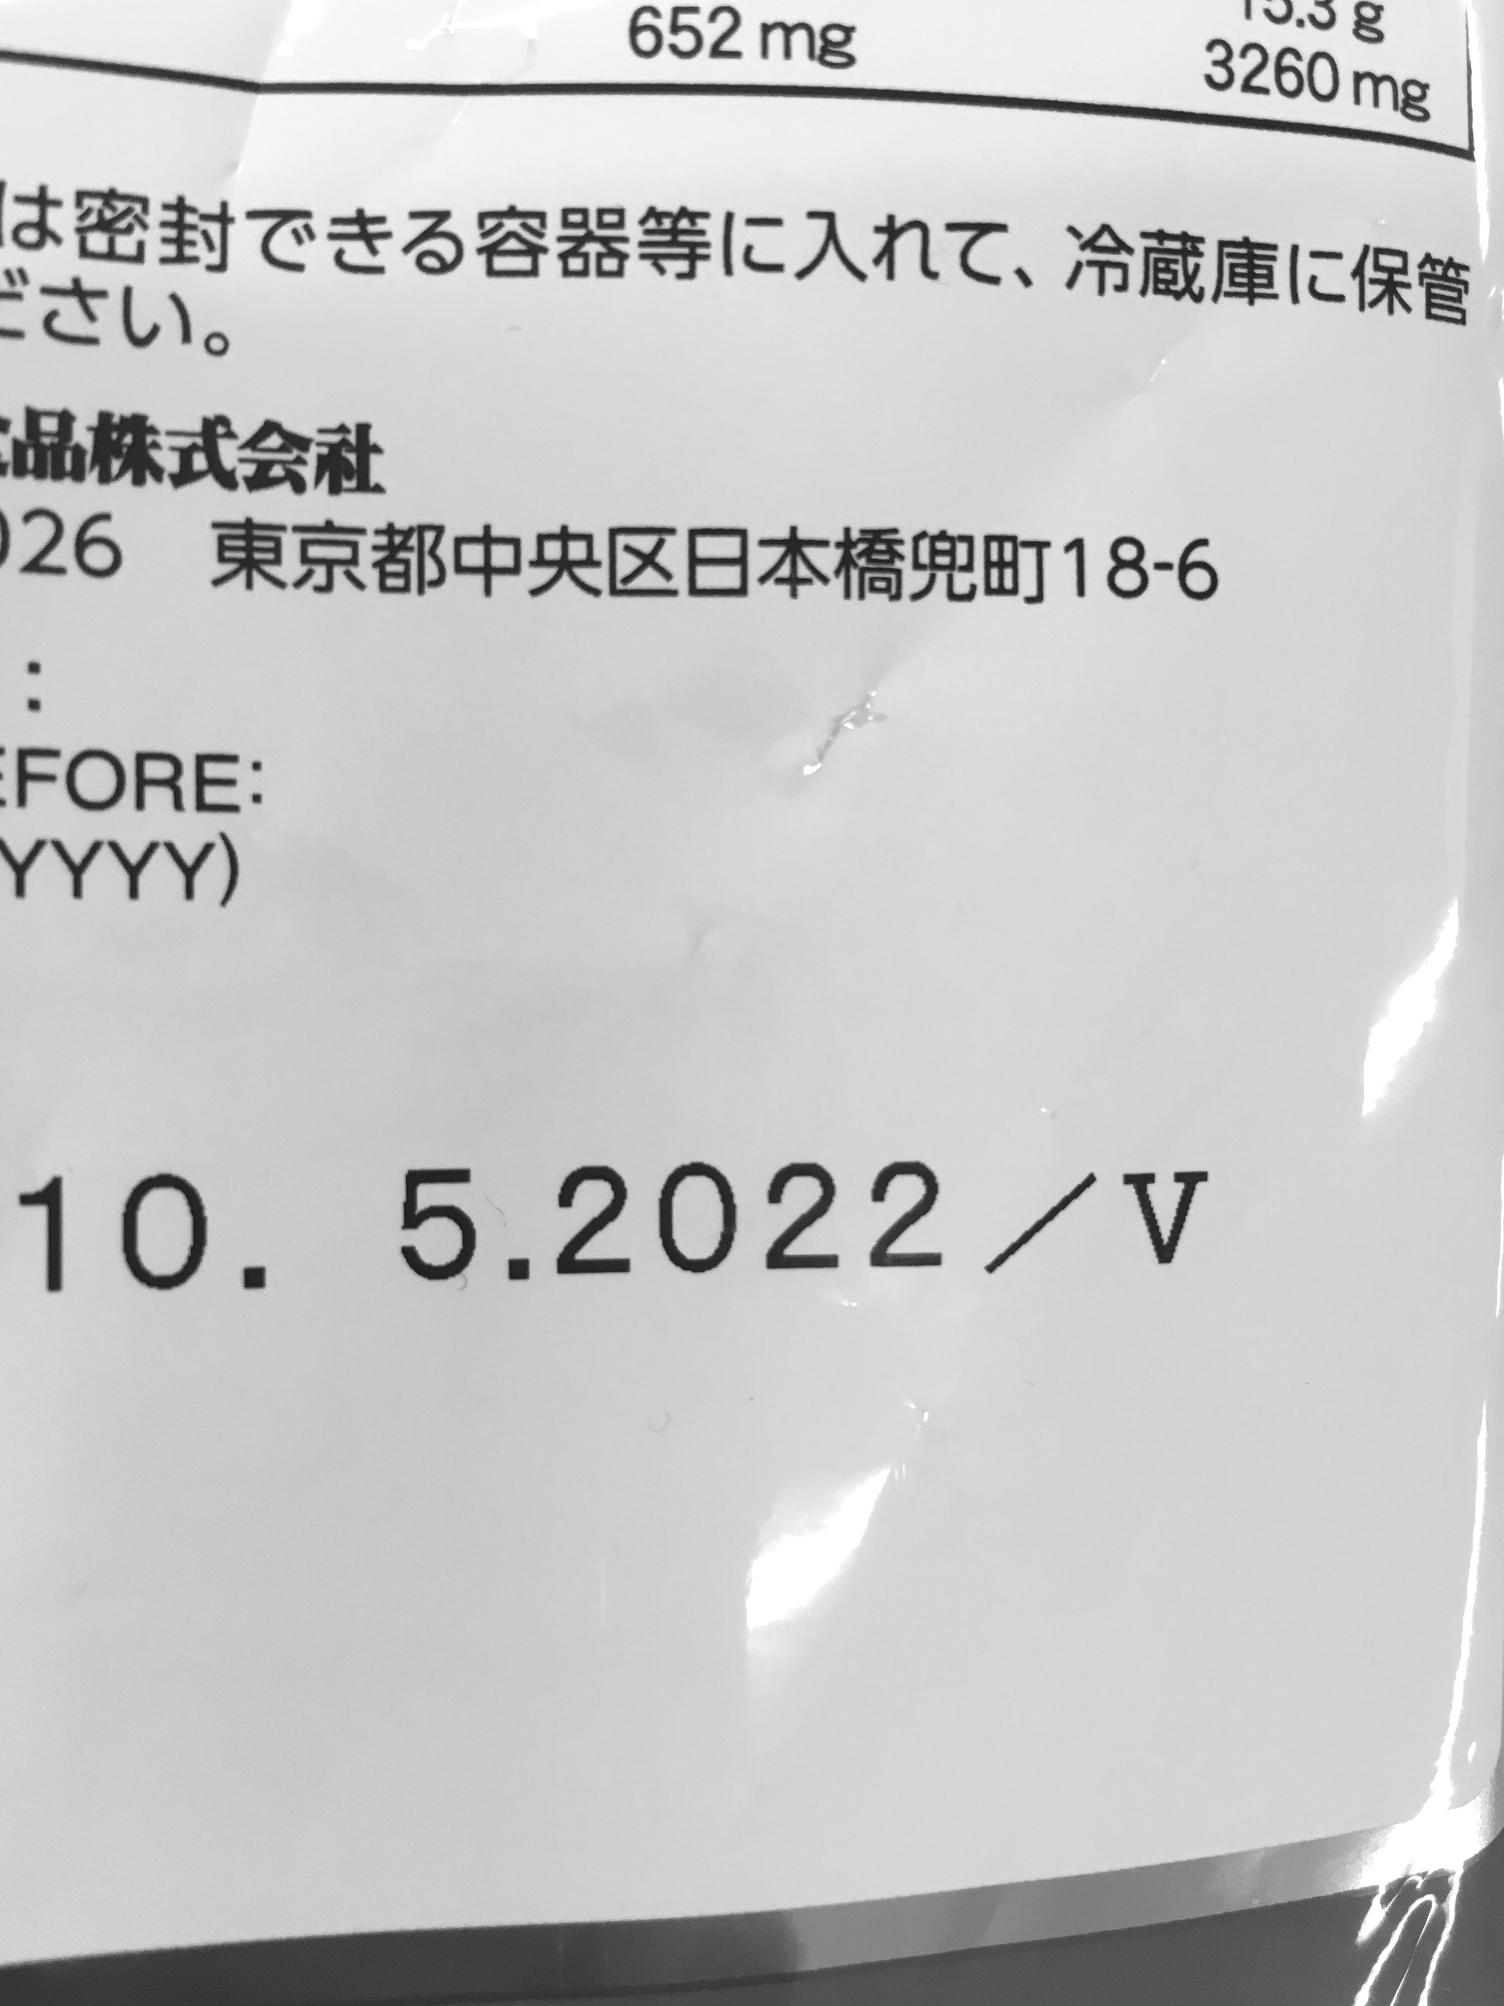 15.3 g
652 mg 3260 mg
は密封できる容器等に入れて、冷蔵庫に保管
ださい。
品株式会社
026 東京都中央区日本橋兜町18-6
:
EFORE:
YYYY)
10. 5.2022/V